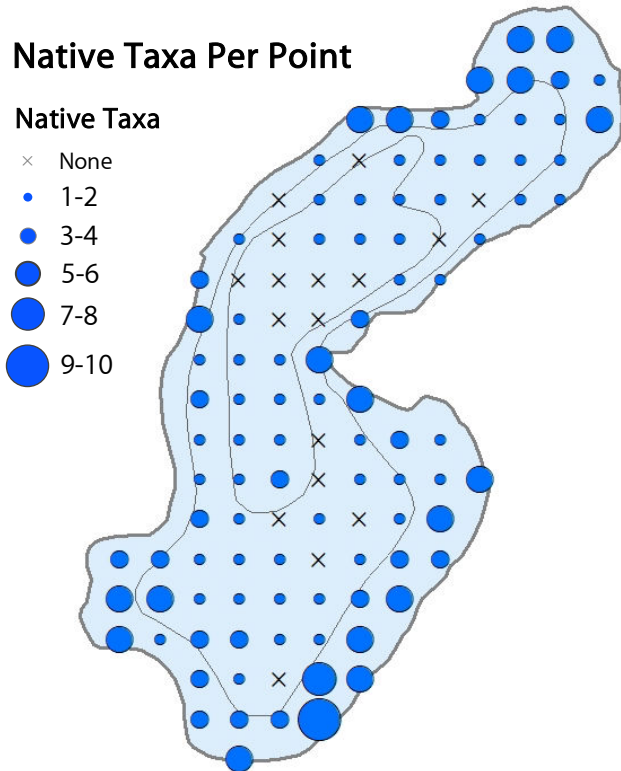 Native Taxa Per Point
Native Taxa
None
1-2
3-4
5-6
7-8
9-10